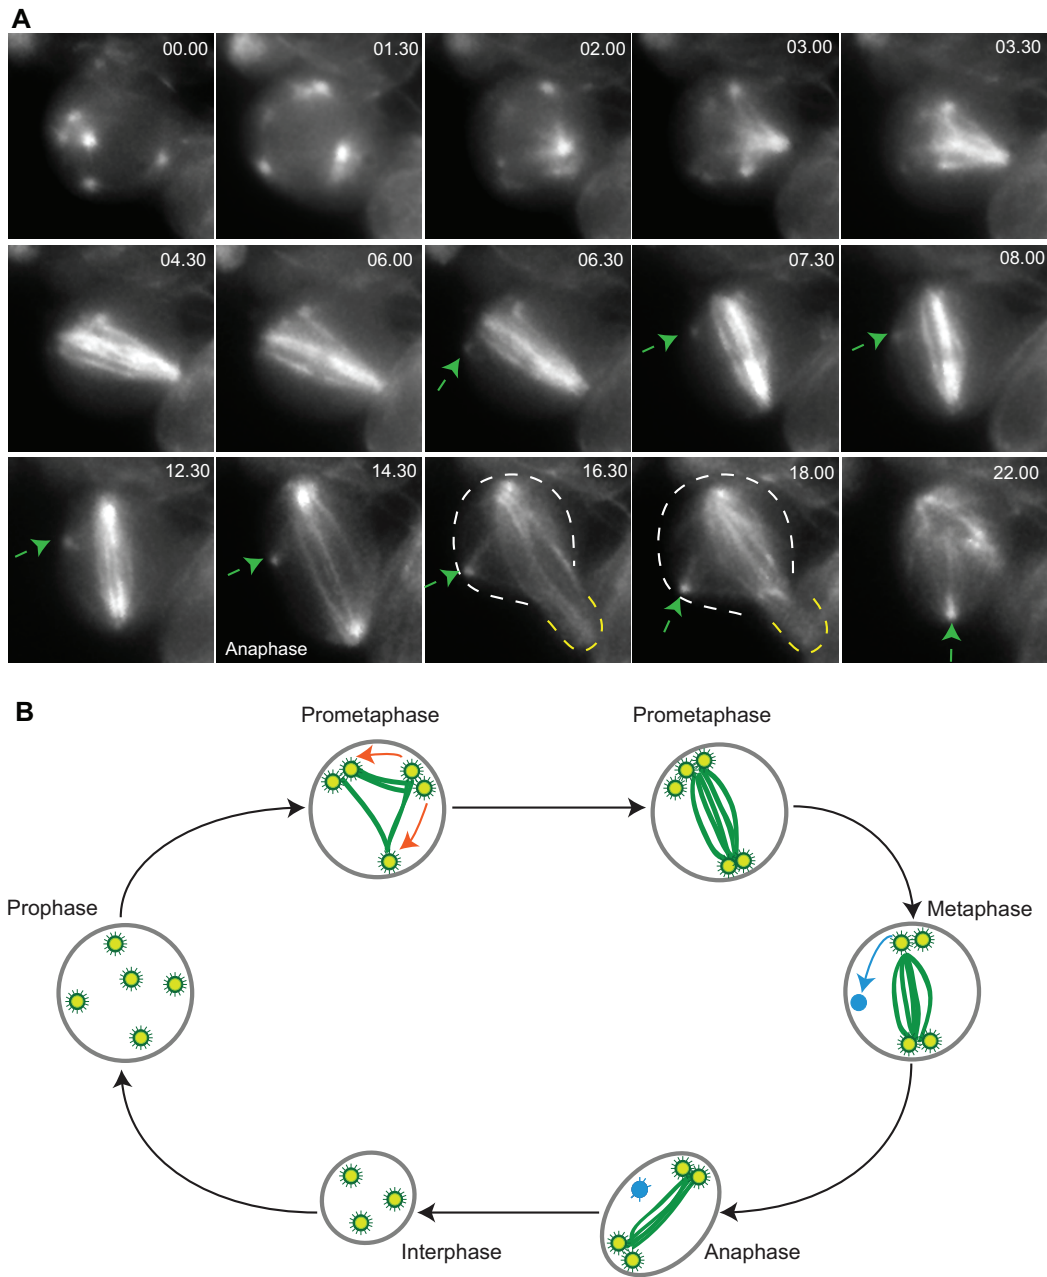 A
00.00
01.30
02.00
03.00
03.30
04.30
06.00
06.30
07.30
08.00
12.30
14.30
16.30
18.00
22.00
Anaphase
B
Prometaphase
Prometaphase
Prophase
Metaphase
Interphase
Anaphase